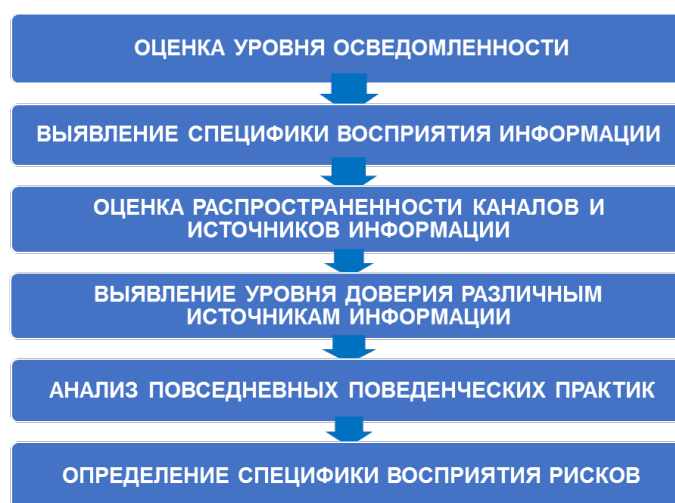 ОЦЕНКА УРОВНЯ ОСВЕДОМЛЕННОСТИ
ВЫЯВЛЕНИЕ СПЕЦИФИКИ ВОСПРИЯТИЯ ИНФОРМАЦИИ
ОЦЕНКА РАСПРОСТРАНЕННОСТИ КАНАЛОВ И
ИСТОЧНИКОВ ИНФОРМАЦИИ
ВЫЯВЛЕНИЕ УРОВНЯ ДОВЕРИЯ РАЗЛИЧНЫМ
ИСТОЧНИКАМ ИНФОРМАЦИИ
АНАЛИЗ ПОВСЕДНЕВНЫХ ПОВЕДЕНЧЕСКИХ ПРАКТИК
ОПРЕДЕЛЕНИЕ СПЕЦИФИКИ ВОСПРИЯТИЯ РИСКОВ